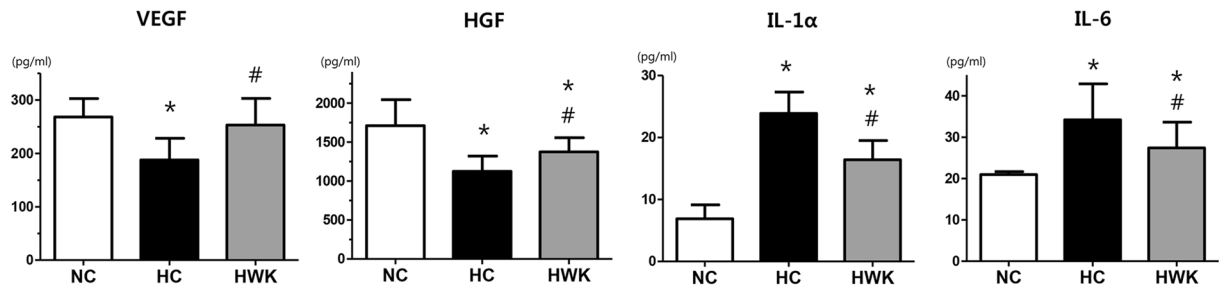 VEGF
(pg/ml)
300
200
100
0
*
#
NC HC HWK
HGF
(pg/ml)
2000
1500
1000
500
0
*
*
#
NC HC HWK
IL-1α
(pg/ml)
30
20
10
0
*
*
#
NC HC HWK
IL-6
(pg/ml)
40
30
20
10
0
*
*
#
NC HC HWK